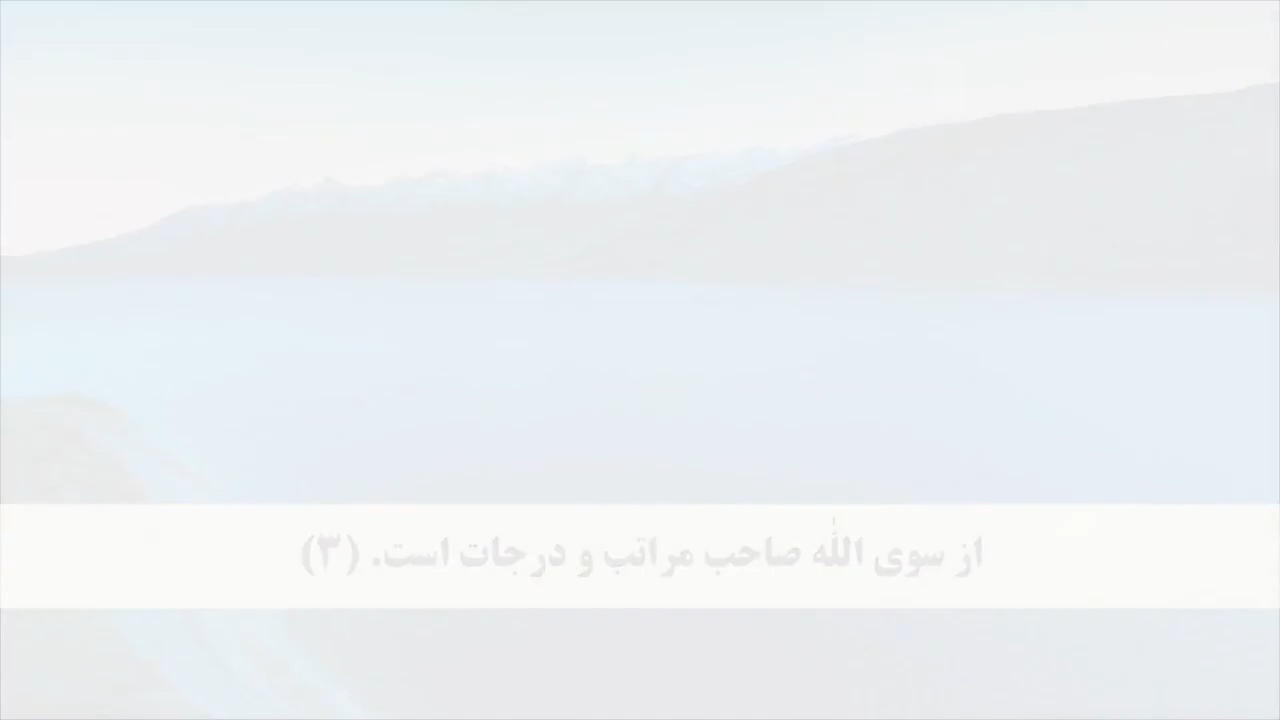 از سوی الله صاحب مراتب و درجات است. (۳)